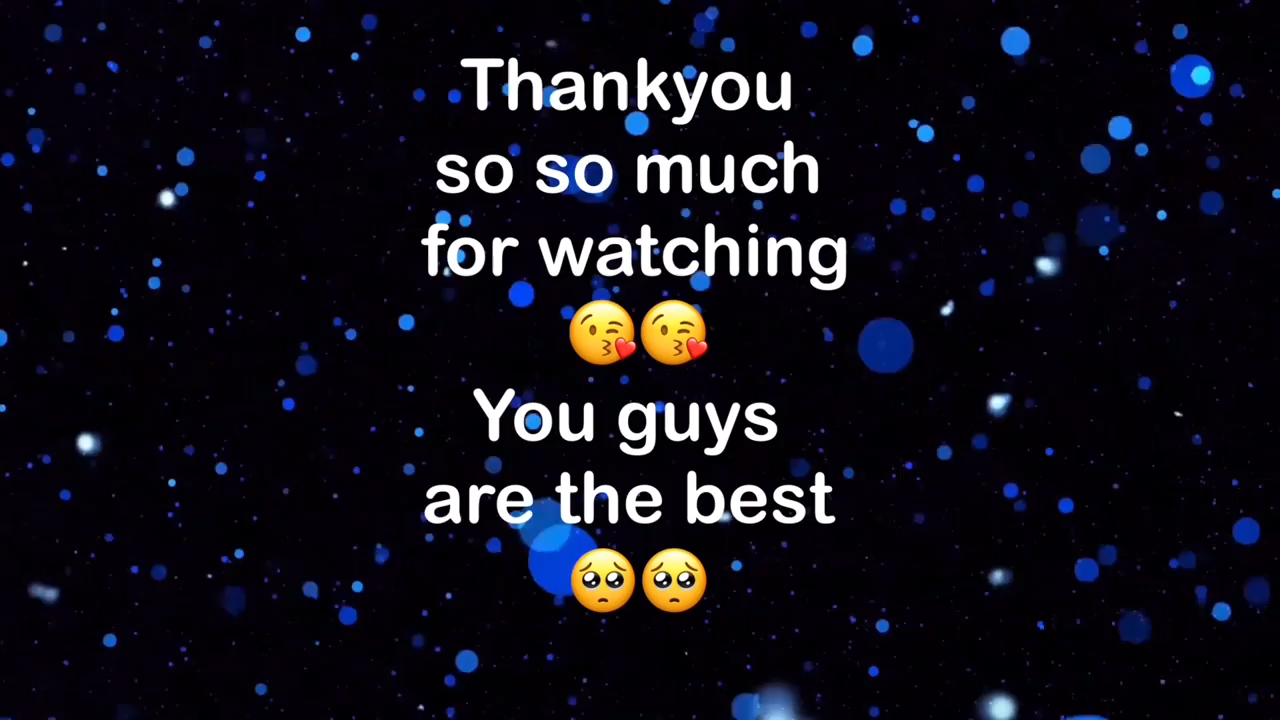 Thankyou
so so much
for watching
😘😘
You guys
are the best
🥺🥺